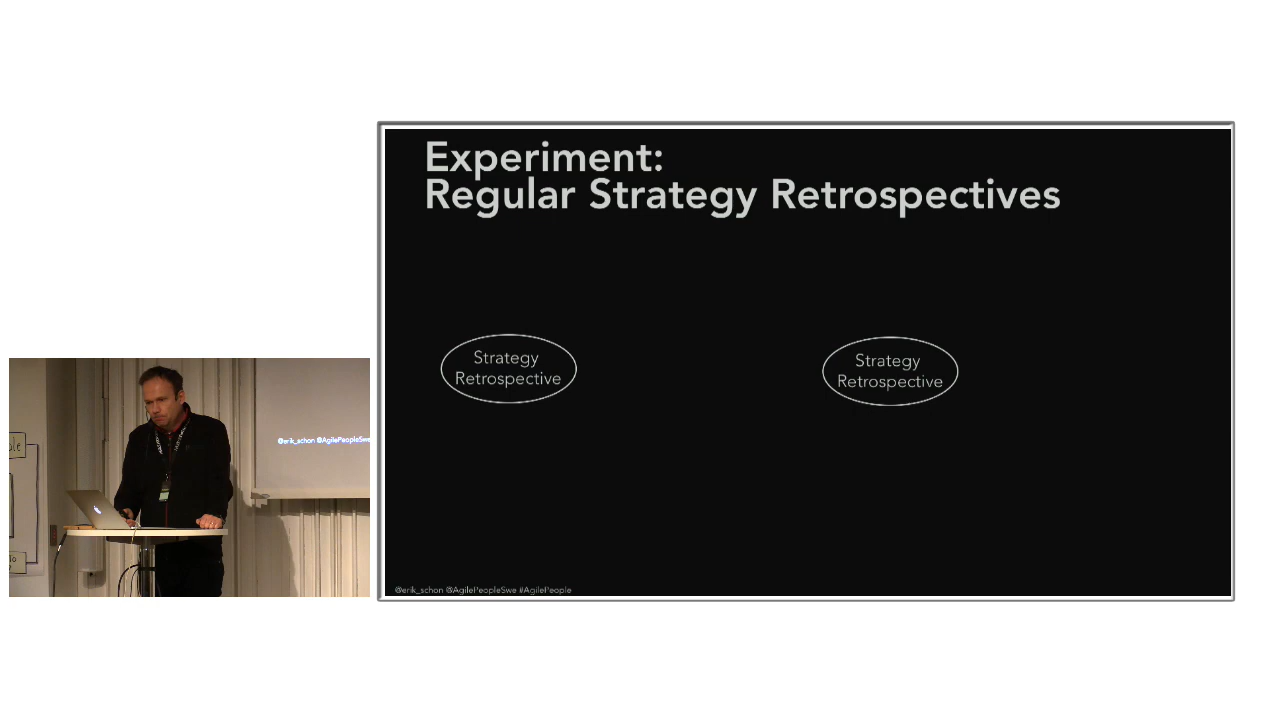 Experiment:
Regular Strategy Retrospectives
Strategy
Retrospective
Strategy
Retrospective
@erik_schon @AgilePeopleSwe #AgilePeople
@erik_schon @AgilePeopleSwe